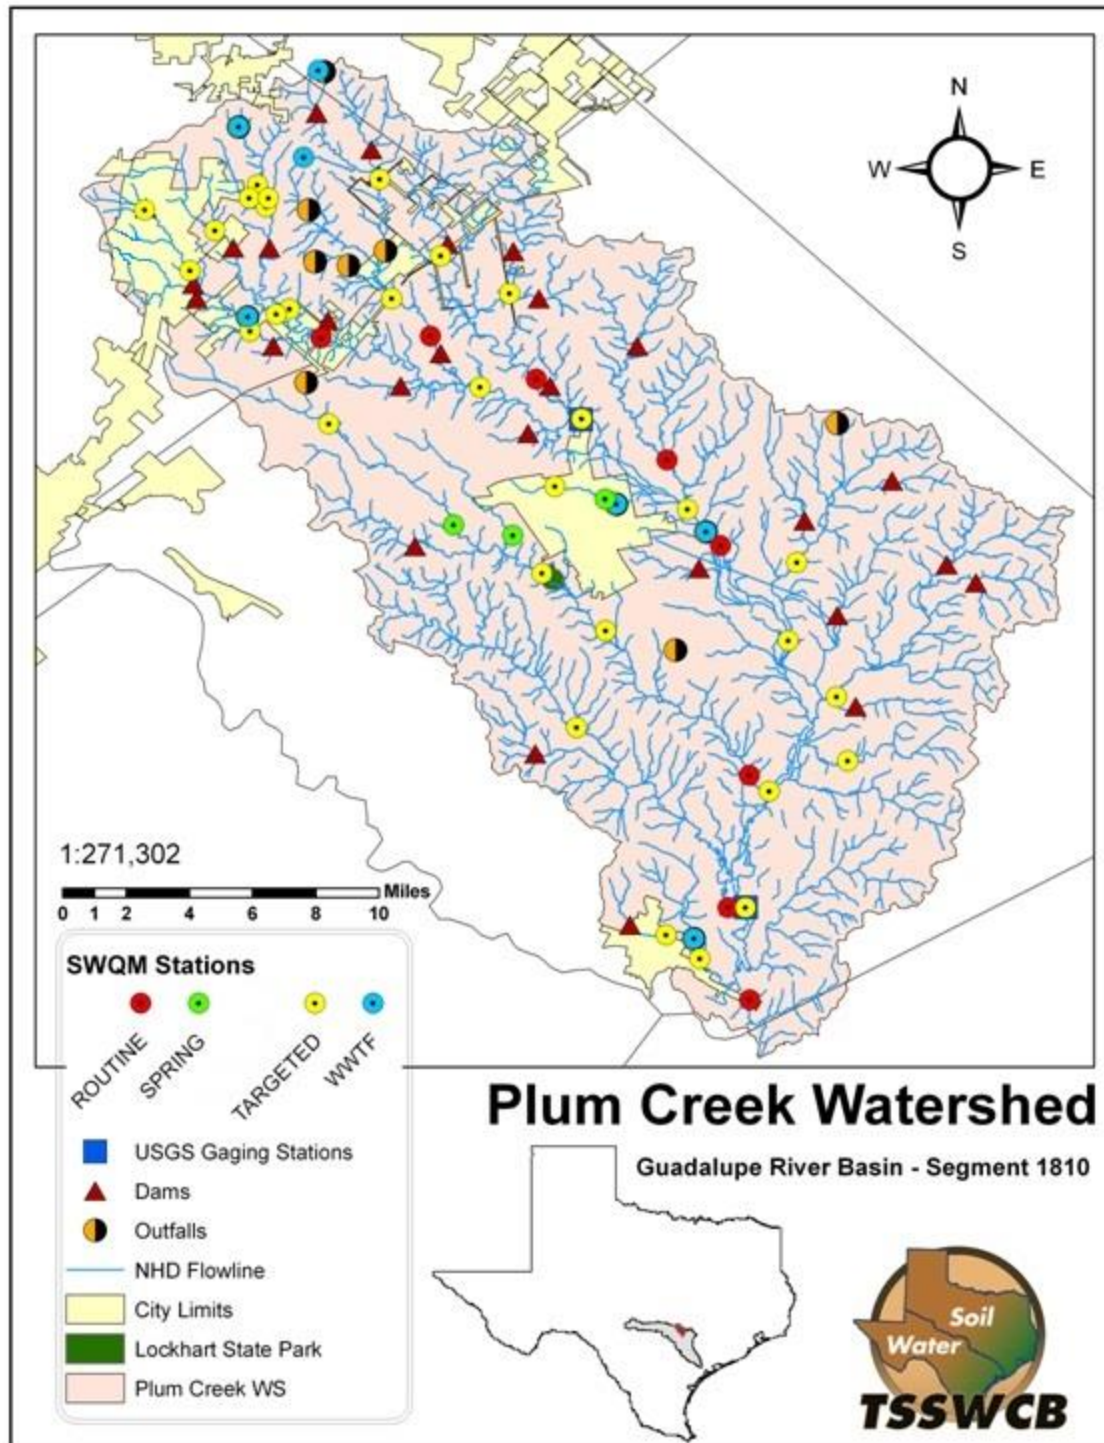 N
W E
S
1:271,302
Miles
0 1 2 4 6 8 10
SWQM Stations
ROUTINE
SPRING
TARGETED
WWTF
USGS Gaging Stations
Dams
Outfalls
NHD Flowline
City Limits
Lockhart State Park
Plum Creek WS
Plum Creek Watershed
Guadalupe River Basin - Segment 1810
Soil
Water
TSSWCB